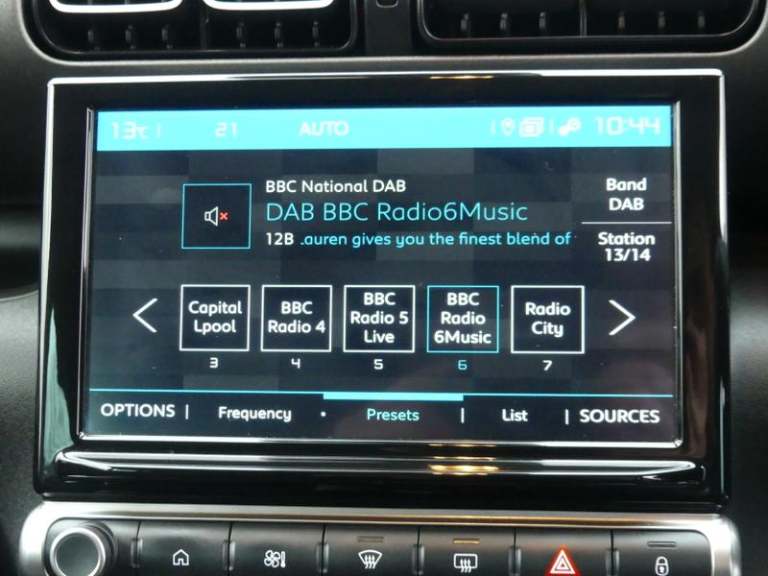 13℃ 21 AUTO 10:44
BBC National DAB
DAB BBC Radio6Music
12B .auren gives you the finest blend of
Band
DAB
Station
13/14
Capital
Lpool
3
BBC
Radio 4
4
BBC
Radio 5
Live
5
BBC
Radio
6Music
6
Radio
City
7
OPTIONS | Frequency • Presets | List | SOURCES